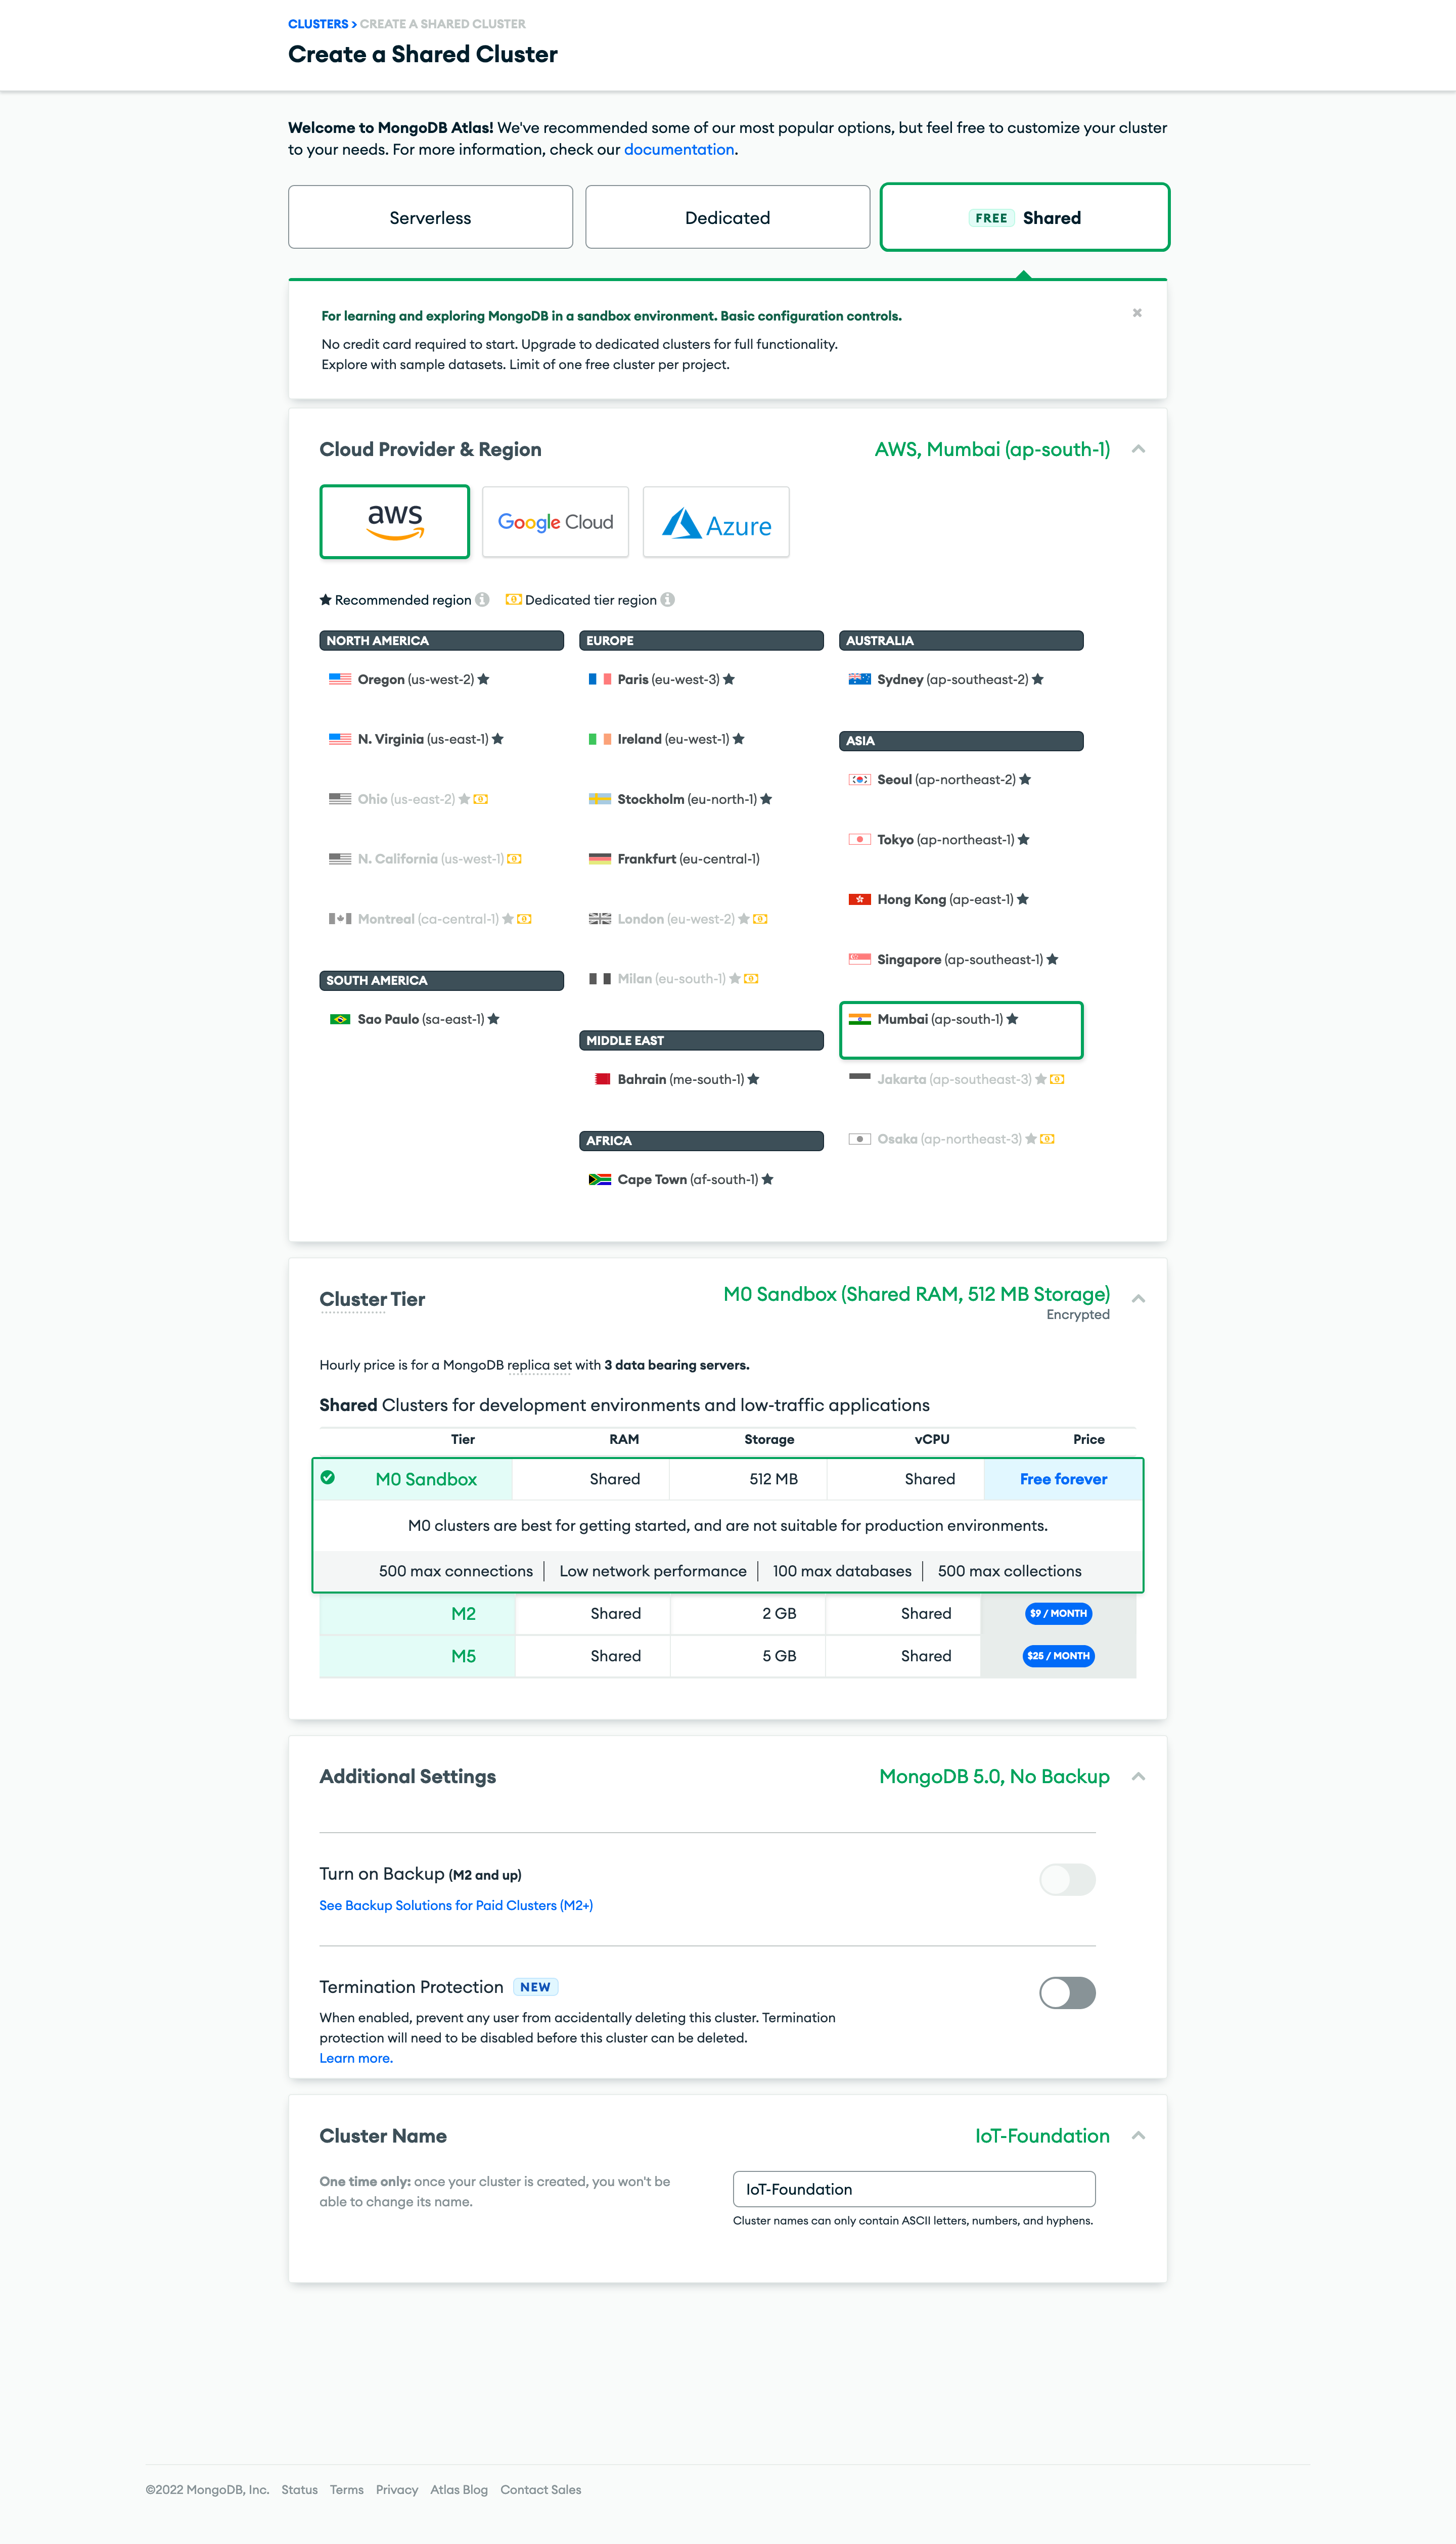 CLUSTERS > CREATE A SHARED CLUSTER
Create a Shared Cluster
Welcome to MongoDB Atlas! We've recommended some of our most popular options, but feel free to customize your cluster
to your needs. For more information, check our documentation.
Serverless
Dedicated
FREE Shared
For learning and exploring MongoDB in a sandbox environment. Basic configuration controls.
No credit card required to start. Upgrade to dedicated clusters for full functionality.
Explore with sample datasets. Limit of one free cluster per project.
Cloud Provider & Region
AWS, Mumbai (ap-south-1)
aws
Google Cloud
Azure
Recommended region
Dedicated tier region
NORTH AMERICA
Oregon (us-west-2)
N. Virginia (us-east-1)
Ohio (us-east-2)
N. California (us-west-1)
Montreal (ca-central-1)
SOUTH AMERICA
Sao Paulo (sa-east-1)
EUROPE
Paris (eu-west-3)
Ireland (eu-west-1)
Stockholm (eu-north-1)
Frankfurt (eu-central-1)
London (eu-west-2)
Milan (eu-south-1)
MIDDLE EAST
Bahrain (me-south-1)
AFRICA
Cape Town (af-south-1)
AUSTRALIA
Sydney (ap-southeast-2)
ASIA
Seoul (ap-northeast-2)
Tokyo (ap-northeast-1)
Hong Kong (ap-east-1)
Singapore (ap-southeast-1)
Mumbai (ap-south-1)
Jakarta (ap-southeast-3)
Osaka (ap-northeast-3)
Cluster Tier
M0 Sandbox (Shared RAM, 512 MB Storage)
Encrypted
Hourly price is for a MongoDB replica set with 3 data bearing servers.
Shared Clusters for development environments and low-traffic applications
Tier RAM Storage vCPU Price
M0 Sandbox Shared 512 MB Shared Free forever
M0 clusters are best for getting started, and are not suitable for production environments.
500 max connections | Low network performance | 100 max databases | 500 max collections
M2 Shared 2 GB Shared $9 / MONTH
M5 Shared 5 GB Shared $25 / MONTH
Additional Settings
MongoDB 5.0, No Backup
Turn on Backup (M2 and up)
See Backup Solutions for Paid Clusters (M2+)
Termination Protection NEW
When enabled, prevent any user from accidentally deleting this cluster. Termination
protection will need to be disabled before this cluster can be deleted.
Learn more.
Cluster Name
IoT-Foundation
One time only: once your cluster is created, you won't be
able to change its name.
IoT-Foundation
Cluster names can only contain ASCII letters, numbers, and hyphens.
©2022 MongoDB, Inc. Status Terms Privacy Atlas Blog Contact Sales